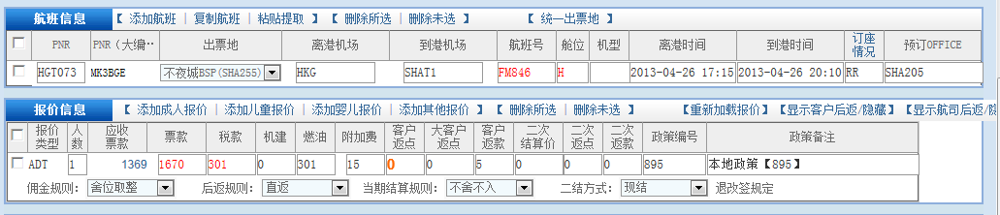 航班信息 【 添加航班 | 复制航班 | 粘贴提取 】 【 删除所选 | 删除未选 】 【 统一出票地 】
PNR PNR（大编·· 出票地 离港机场 到港机场 航班号 舱位 机型 离港时间 到港时间 订座情况 预订OFFICE
HGT073 MK3BGE 不夜城BSP(SHA255) HKG SHAT1 FM846 H 2013-04-26 17:15 2013-04-26 20:10 RR SHA205
报价信息 【 添加成人报价 | 添加儿童报价 | 添加婴儿报价 | 添加其他报价 】 【 删除所选 | 删除未选 】 【重新加载报价】 【显示客户后返/隐藏】 【显示航司后返/隐
报价类型 人数 应收票款 票款 税款 机建 燃油 附加费 客户返点 大客户返点 客户返款 二次结算价 二次返点 二次返款 政策编号 政策备注
ADT 1 1369 1670 301 0 301 15 0 0 5 0 0 0 895 本地政策【895】
佣金规则： 舍位取整 后返规则： 直返 当期结算规则： 不舍不入 二结方式： 现结 退改签规定